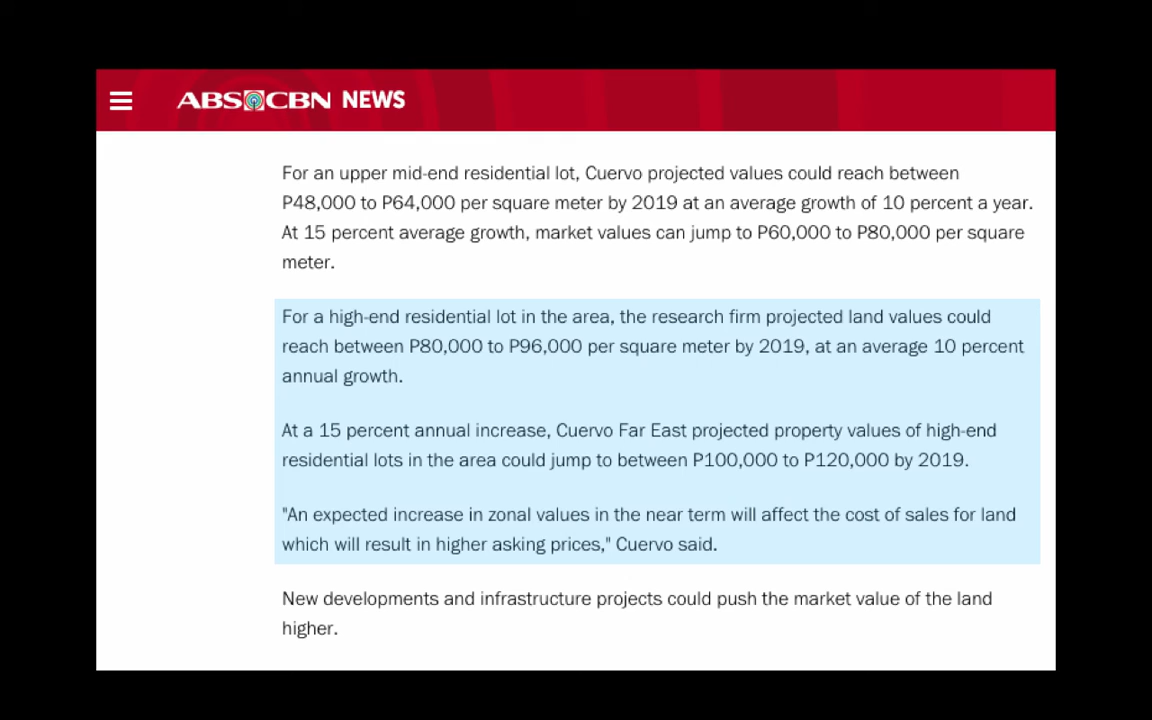 ABS-CBN NEWS
For an upper mid-end residential lot, Cuervo projected values could reach between
P48,000 to P64,000 per square meter by 2019 at an average growth of 10 percent a year.
At 15 percent average growth, market values can jump to P60,000 to P80,000 per square
meter.
For a high-end residential lot in the area, the research firm projected land values could
reach between P80,000 to P96,000 per square meter by 2019, at an average 10 percent
annual growth.
At a 15 percent annual increase, Cuervo Far East projected property values of high-end
residential lots in the area could jump to between P100,000 to P120,000 by 2019.
"An expected increase in zonal values in the near term will affect the cost of sales for land
which will result in higher asking prices," Cuervo said.
New developments and infrastructure projects could push the market value of the land
higher.